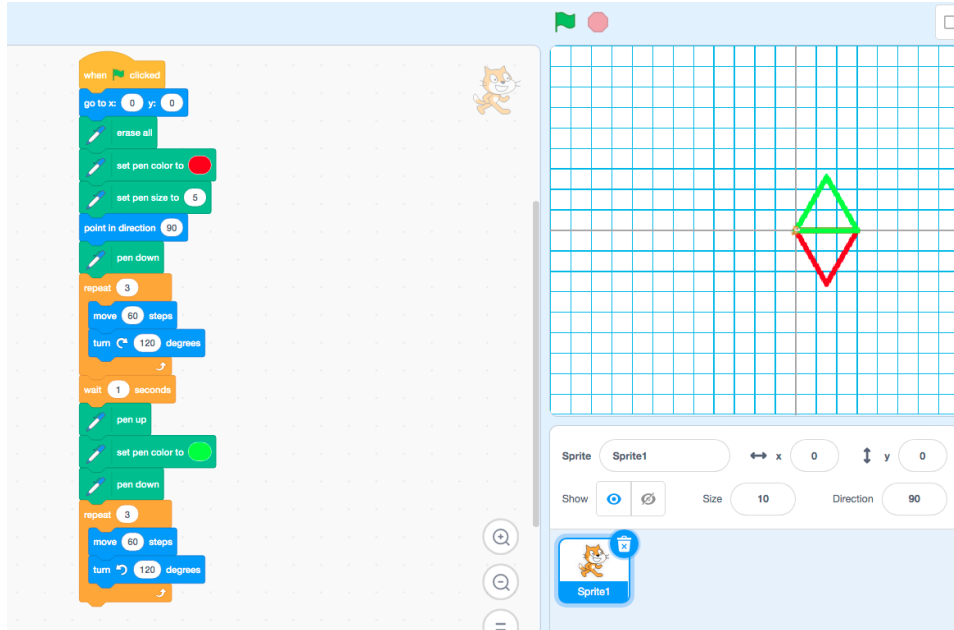 when clicked
go to x: 0 y: 0
erase all
set pen color to
set pen size to 5
point in direction 90
pen down
repeat 3
move 60 steps
turn 120 degrees
wait 1 seconds
pen up
set pen color to
pen down
repeat 3
move 60 steps
turn 120 degrees
Sprite Sprite1 x 0 y 0
Show Size 10 Direction 90
Sprite1